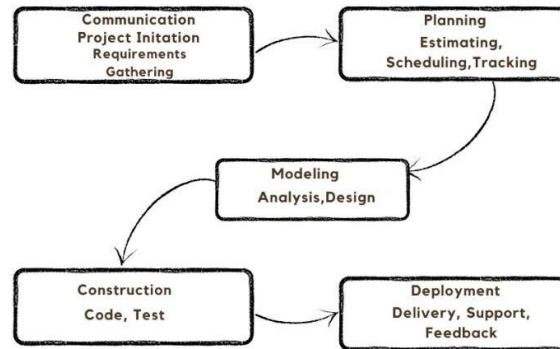 Communication
Project Initation
Requirements
Gathering
Planning
Estimating,
Scheduling,Tracking
Modeling
Analysis,Design
Construction
Code, Test
Deployment
Delivery, Support,
Feedback